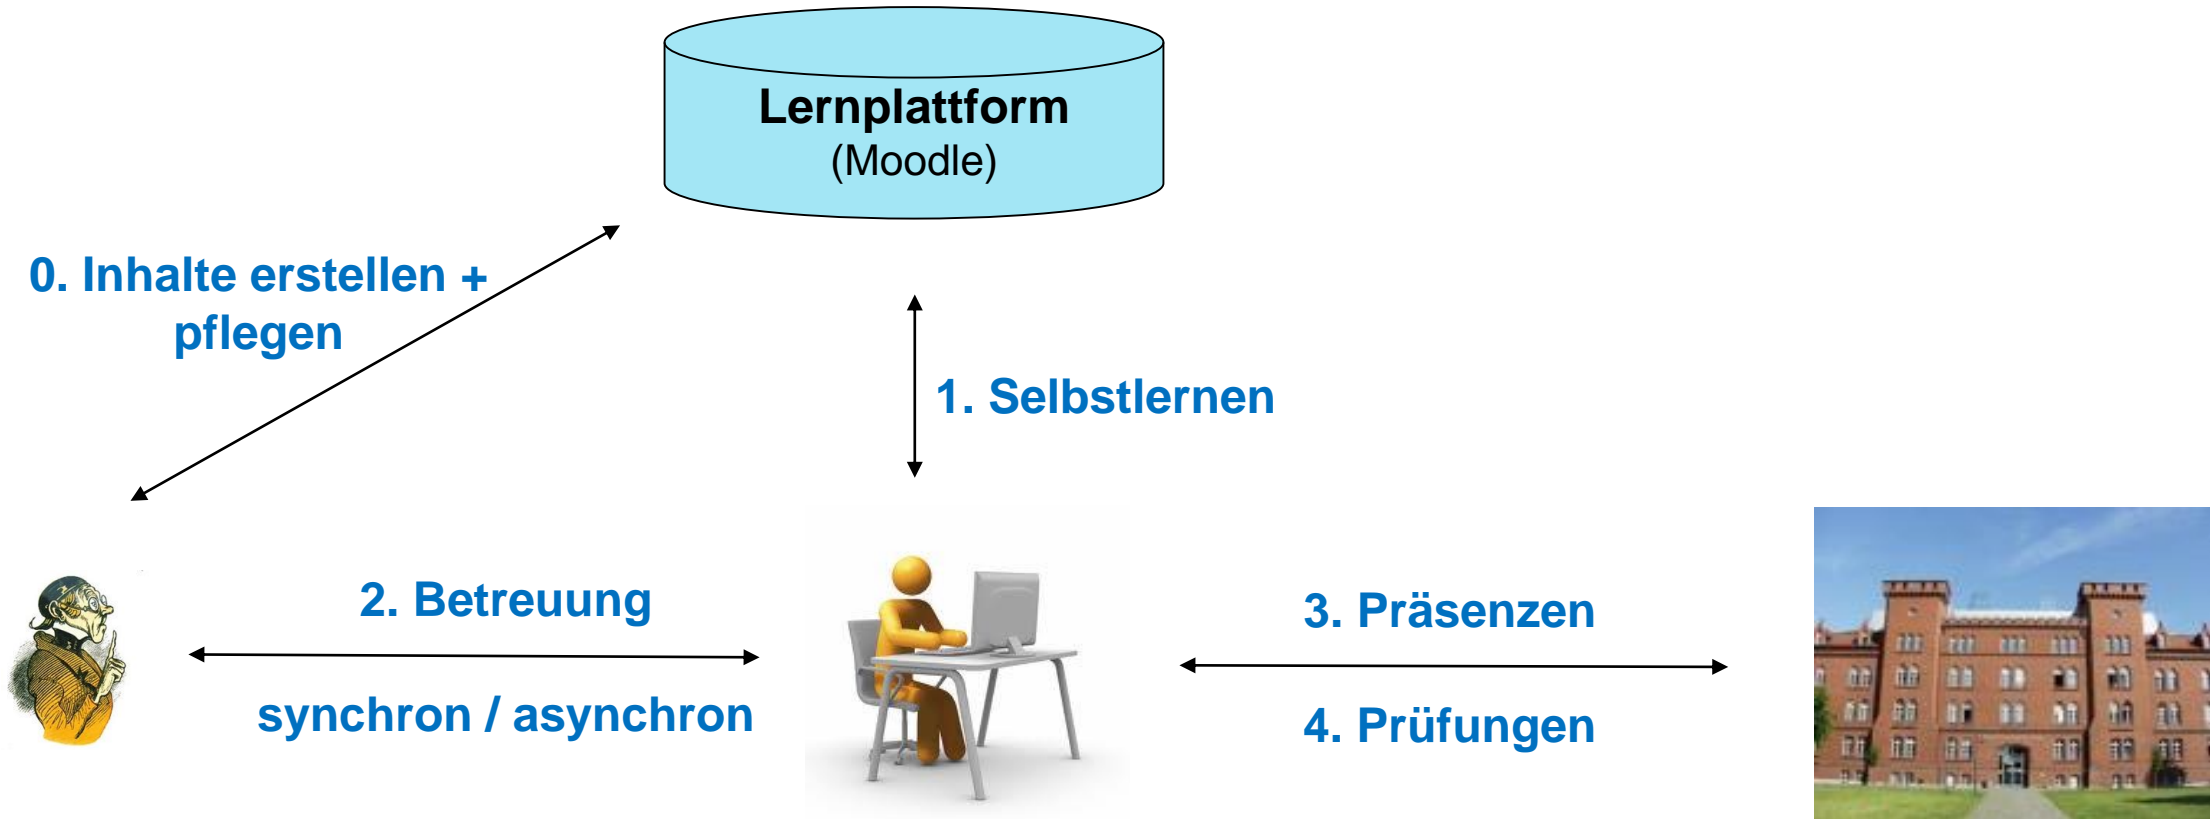 Lernplattform
(Moodle)
0. Inhalte erstellen +
pflegen
1. Selbstlernen
2. Betreuung
synchron / asynchron
3. Präsenzen
4. Prüfungen